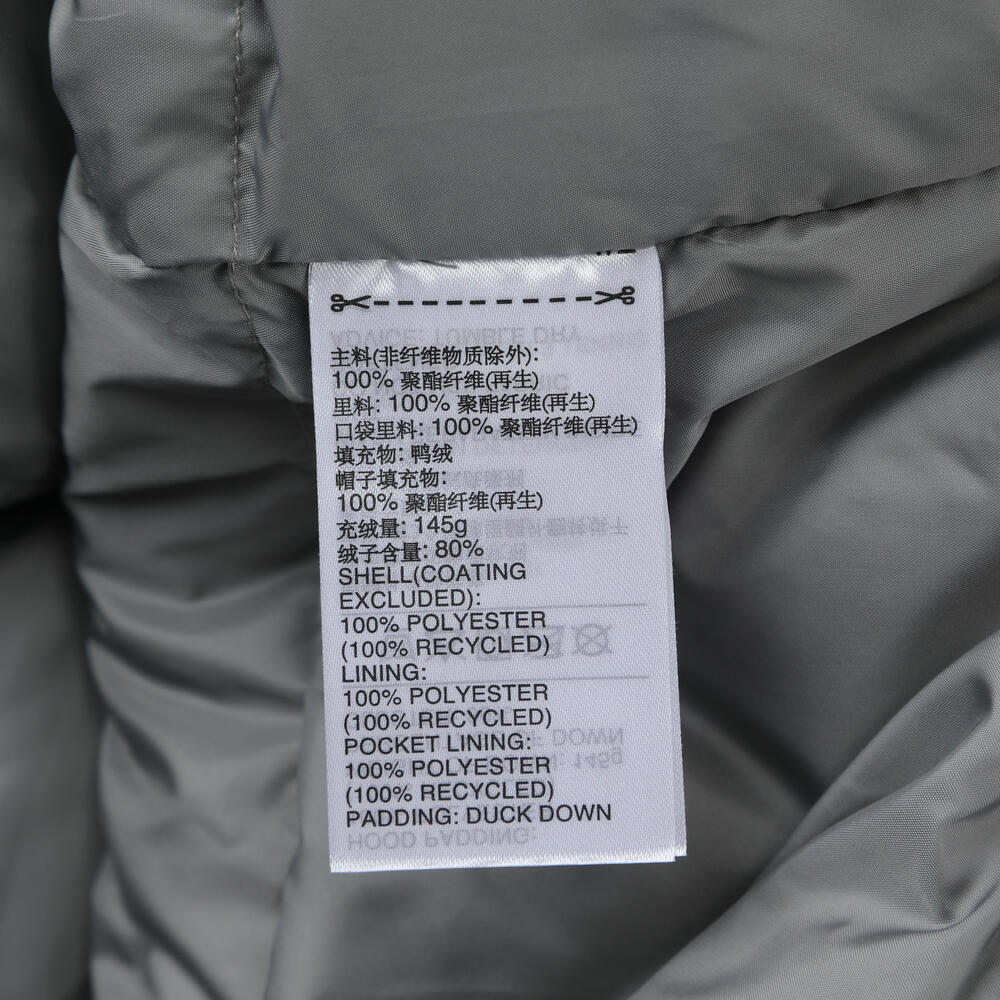 主料(非纤维物质除外):
100% 聚酯纤维(再生)
里料: 100% 聚酯纤维(再生)
口袋里料: 100% 聚酯纤维(再生)
填充物: 鸭绒
帽子填充物:
100% 聚酯纤维(再生)
充绒量: 145g
绒子含量: 80%
SHELL(COATING
EXCLUDED):
100% POLYESTER
(100% RECYCLED)
LINING:
100% POLYESTER
(100% RECYCLED)
POCKET LINING:
100% POLYESTER
(100% RECYCLED)
PADDING: DUCK DOWN